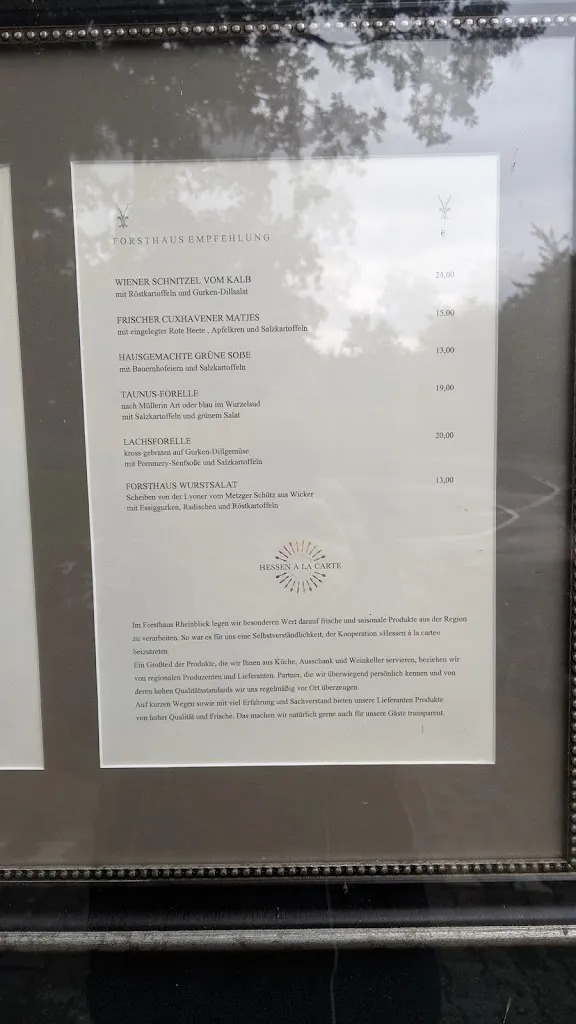 FORSTHAUS EMPFEHLUNG
€
WIENER SCHNITZEL VOM KALB 24,00
mit Röstkartoffeln und Gurken-Dillsalat
FRISCHER CUXHAVENER MATJES 15,00
mit eingelegter Rote Beete , Apfelkren und Salzkartoffeln
HAUSGEMACHTE GRÜNE SOßE 13,00
mit Bauernhofeiern und Salzkartoffeln
TAUNUS-FORELLE 19,00
nach Müllerin Art oder blau im Wurzelsud
mit Salzkartoffeln und grünem Salat
LACHSFORELLE 20,00
kross gebraten auf Gurken-Dillgemüse
mit Pommery-Senfsoße und Salzkartoffeln
FORSTHAUS WURSTSALAT 13,00
Scheiben von der Lyoner vom Metzger Schütz aus Wicker
mit Essiggurken, Radischen und Röstkartoffeln
HESSEN À LA CARTE
Im Forsthaus Rheinblick legen wir besonderen Wert darauf frische und saisonale Produkte aus der Region
zu verarbeiten. So war es für uns eine Selbstverständlichkeit, der Kooperation »Hessen à la carte«
beizutreten.
Ein Großteil der Produkte, die wir Ihnen aus Küche, Ausschank und Weinkeller servieren, beziehen wir
von regionalen Produzenten und Lieferanten. Partner, die wir überwiegend persönlich kennen und von
deren hohen Qualitätsstandards wir uns regelmäßig vor Ort überzeugen.
Auf kurzen Wegen sowie mit viel Erfahrung und Sachverstand bieten unsere Lieferanten Produkte
von hoher Qualität und Frische. Das machen wir natürlich gerne auch für unsere Gäste transparent.